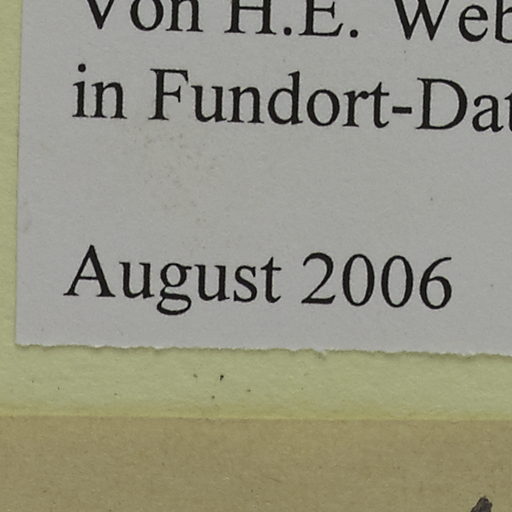 Von H.E. Web
in Fundort-Dat
August 2006